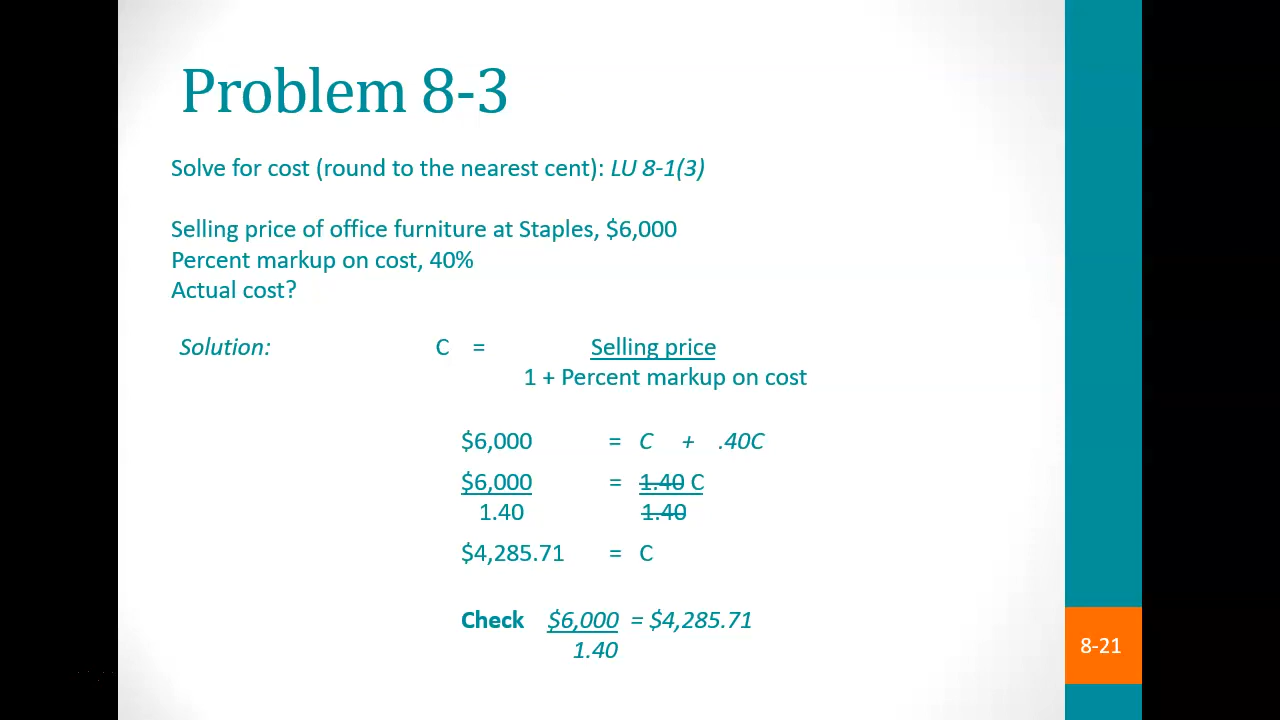 Problem 8-3
Solve for cost (round to the nearest cent): LU 8-1(3)
Selling price of office furniture at Staples, $6,000
Percent markup on cost, 40%
Actual cost?
Solution: C = Selling price
1 + Percent markup on cost
$6,000 = C + .40C
$6,000 = 1.40 C
1.40 1.40
$4,285.71 = C
Check $6,000 = $4,285.71
1.40
8-21